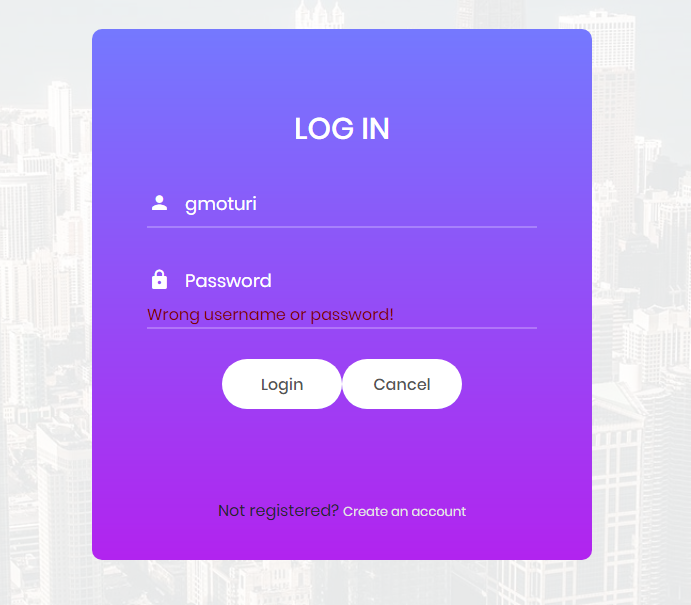 LOG IN
gmoturi
Password
Wrong username or password!
Login Cancel
Not registered? Create an account